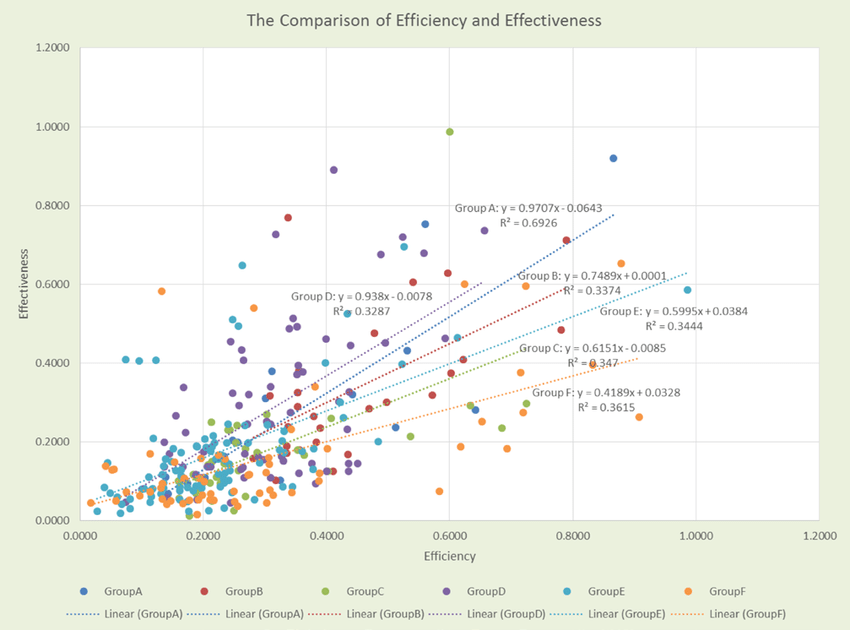 The Comparison of Efficiency and Effectiveness
1.2000
1.0000
0.8000
0.6000
0.4000
0.2000
0.0000
Effectiveness
Group A: y = 0.9707x - 0.0643
R² = 0.6926
Group B: y = 0.7489x + 0.0001
R² = 0.3374
Group D: y = 0.938x - 0.0078
R² = 0.3287
Group E: y = 0.5995x + 0.0384
R² = 0.3444
Group C: y = 0.6151x - 0.0085
R² = 0.347
Group F: y = 0.4189x + 0.0328
R² = 0.3615
0.0000 0.2000 0.4000 0.6000 0.8000 1.0000 1.2000
Efficiency
GroupA GroupB GroupC GroupD GroupE GroupF
Linear (GroupA) Linear (GroupA) Linear (GroupB) Linear (GroupD) Linear (GroupE) Linear (GroupF)